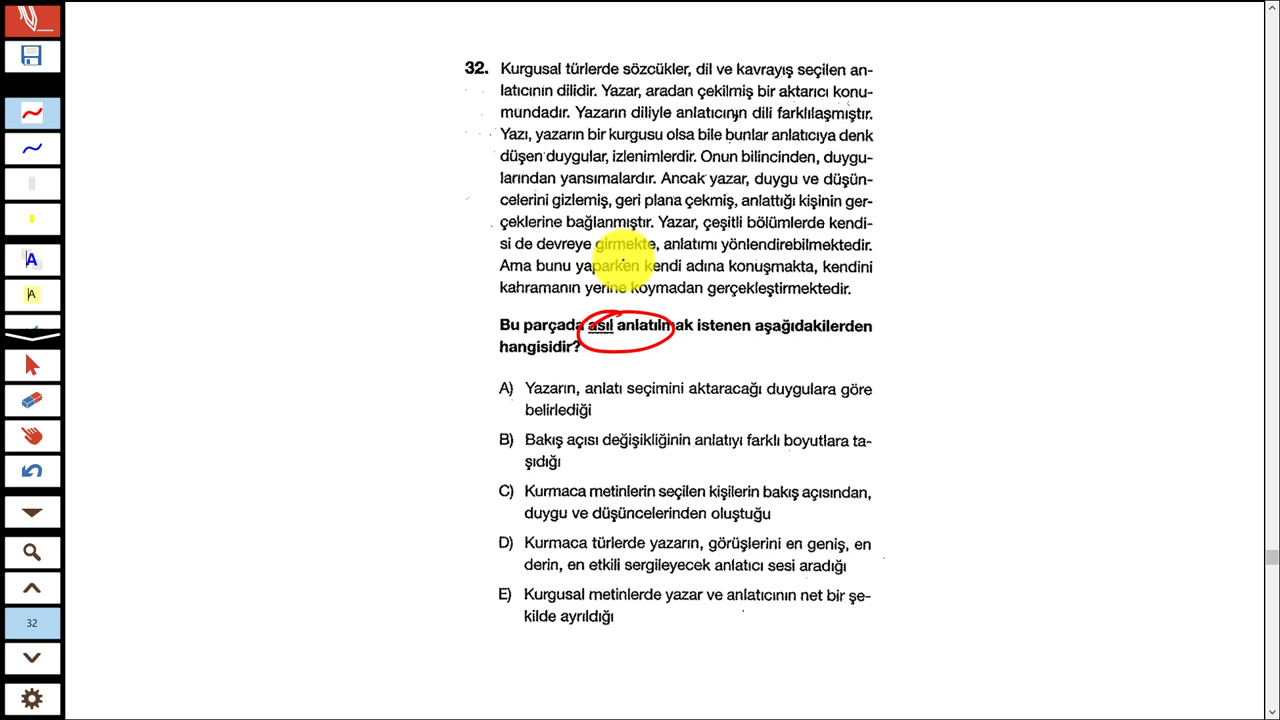 32. Kurgusal türlerde sözcükler, dil ve kavrayış seçilen an-
latıcının dilidir. Yazar, aradan çekilmiş bir aktarıcı konu-
mundadır. Yazarın diliyle anlatıcının dili farklılaşmıştır.
Yazı, yazarın bir kurgusu olsa bile bunlar anlatıcıya denk
düşen duygular, izlenimlerdir. Onun bilincinden, duygu-
larından yansımalardır. Ancak yazar, duygu ve düşün-
celerini gizlemiş, geri plana çekmiş, anlattığı kişinin ger-
çeklerine bağlanmıştır. Yazar, çeşitli bölümlerde kendi-
si de devreye girmekte, anlatımı yönlendirebilmektedir.
Ama bunu yaparken kendi adına konuşmakta, kendini
kahramanın yerine koymadan gerçekleştirmektedir.
Bu parçada asıl anlatılmak istenen aşağıdakilerden
hangisidir?
A) Yazarın, anlatı seçimini aktaracağı duygulara göre
belirlediği
B) Bakış açısı değişikliğinin anlatıyı farklı boyutlara ta-
şıdığı
C) Kurmaca metinlerin seçilen kişilerin bakış açısından,
duygu ve düşüncelerinden oluştuğu
D) Kurmaca türlerde yazarın, görüşlerini en geniş, en
derin, en etkili sergileyecek anlatıcı sesi aradığı
E) Kurgusal metinlerde yazar ve anlatıcının net bir şe-
kilde ayrıldığı
A
A
32